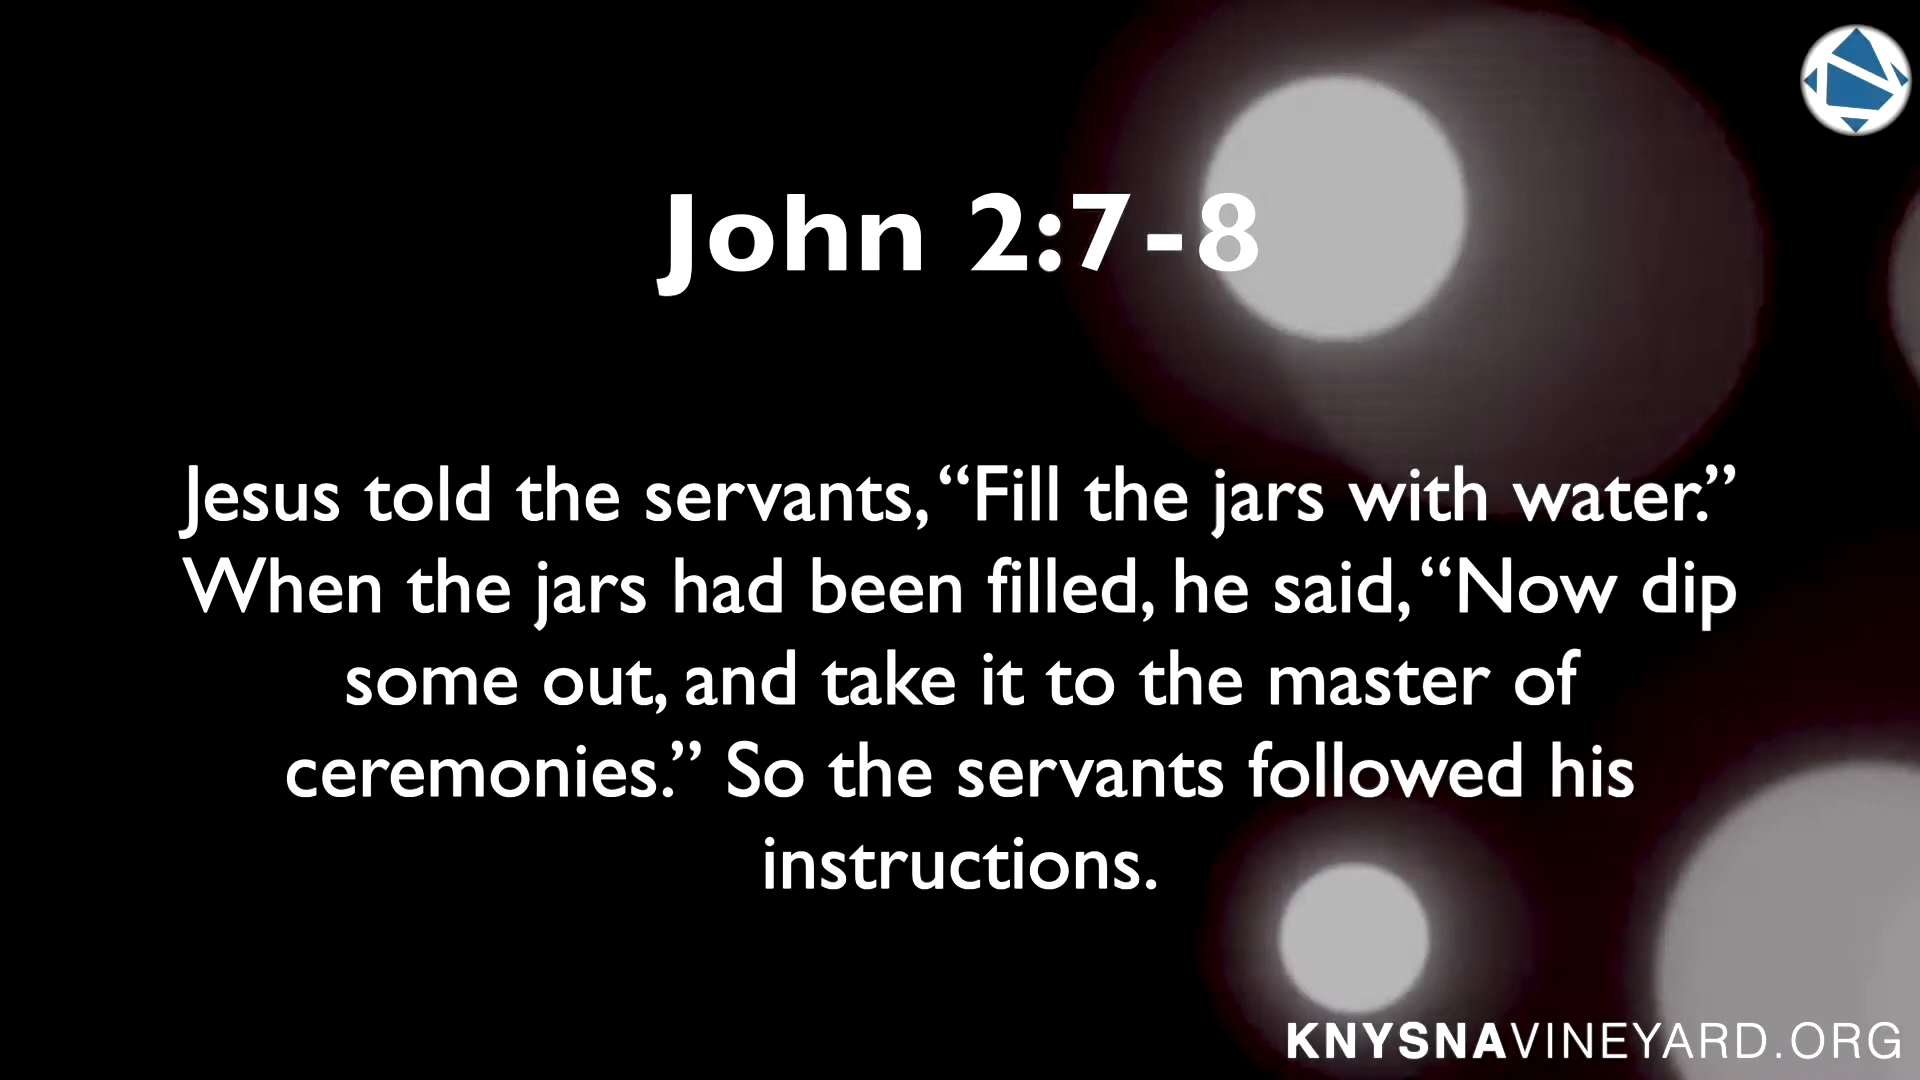 John 2:7-8
Jesus told the servants, “Fill the jars with water.”
When the jars had been filled, he said, “Now dip
some out, and take it to the master of
ceremonies.” So the servants followed his
instructions.
KNYSNAVINEYARD.ORG